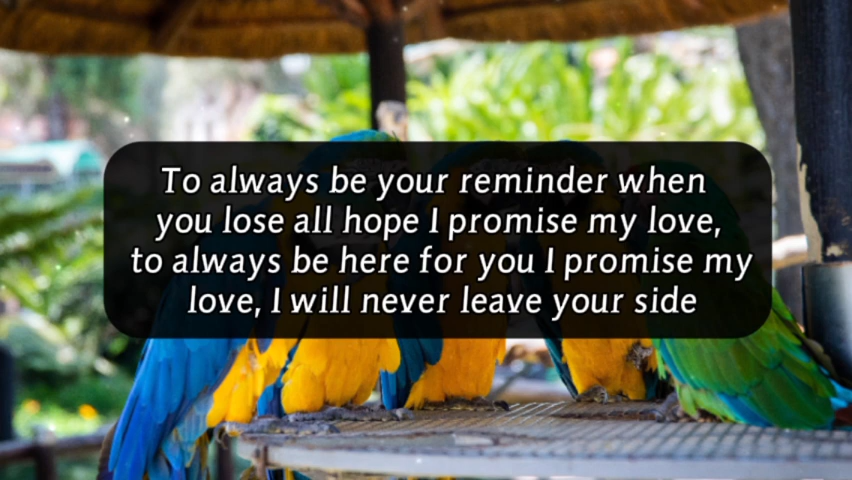 To always be your reminder when
you lose all hope I promise my love,
to always be here for you I promise my
love, I will never leave your side